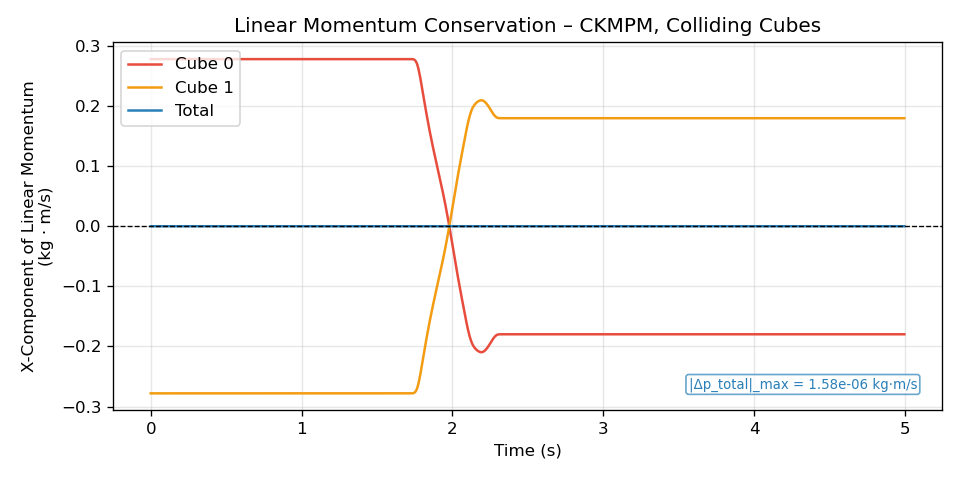 Linear Momentum Conservation – CKMPM, Colliding Cubes
X-Component of Linear Momentum
(kg · m/s)
0.3
0.2
0.1
0.0
−0.1
−0.2
−0.3
Cube 0
Cube 1
Total
|Δp_total|_max = 1.58e-06 kg·m/s
0
1
2
3
4
5
Time (s)